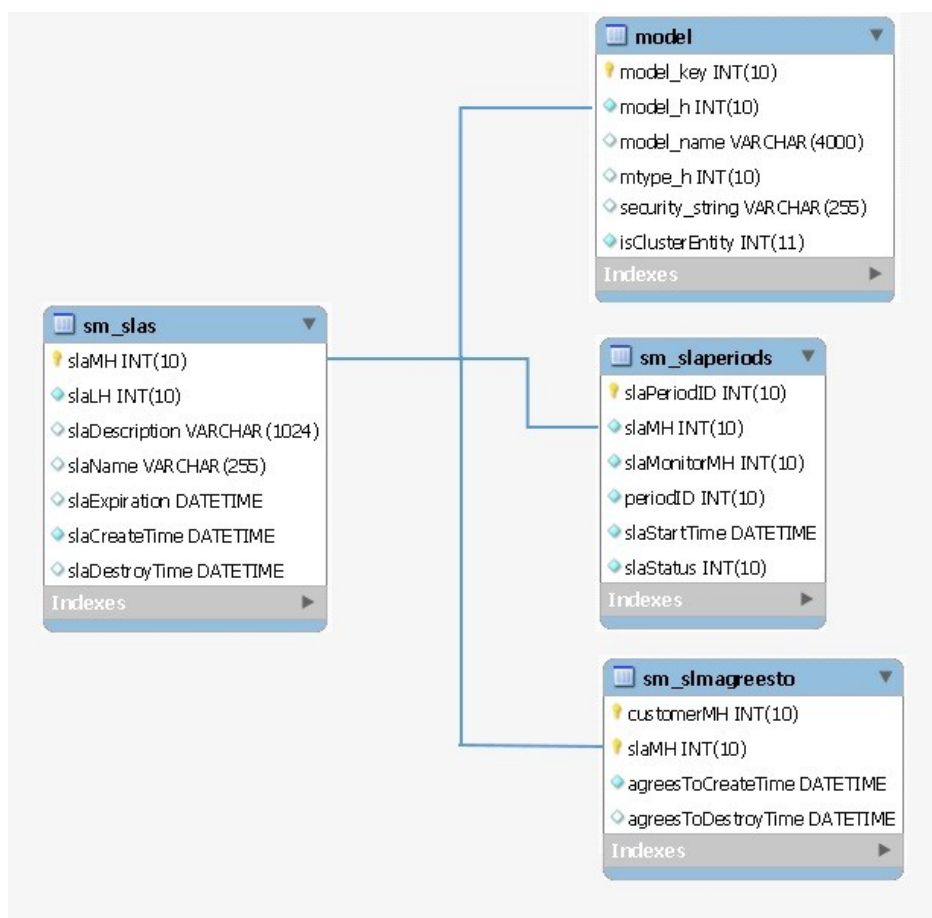 model
model_key INT(10)
model_h INT(10)
model_name VARCHAR(4000)
mtype_h INT(10)
security_string VARCHAR(255)
isClusterEntity INT(11)
Indexes
sm_slas
slaMH INT(10)
slaLH INT(10)
slaDescription VARCHAR(1024)
slaName VARCHAR(255)
slaExpiration DATETIME
slaCreateTime DATETIME
slaDestroyTime DATETIME
Indexes
sm_slaperiods
slaPeriodID INT(10)
slaMH INT(10)
slaMonitorMH INT(10)
periodID INT(10)
slaStartTime DATETIME
slaStatus INT(10)
Indexes
sm_slmagreesto
customerMH INT(10)
slaMH INT(10)
agreesToCreateTime DATETIME
agreesToDestroyTime DATETIME
Indexes